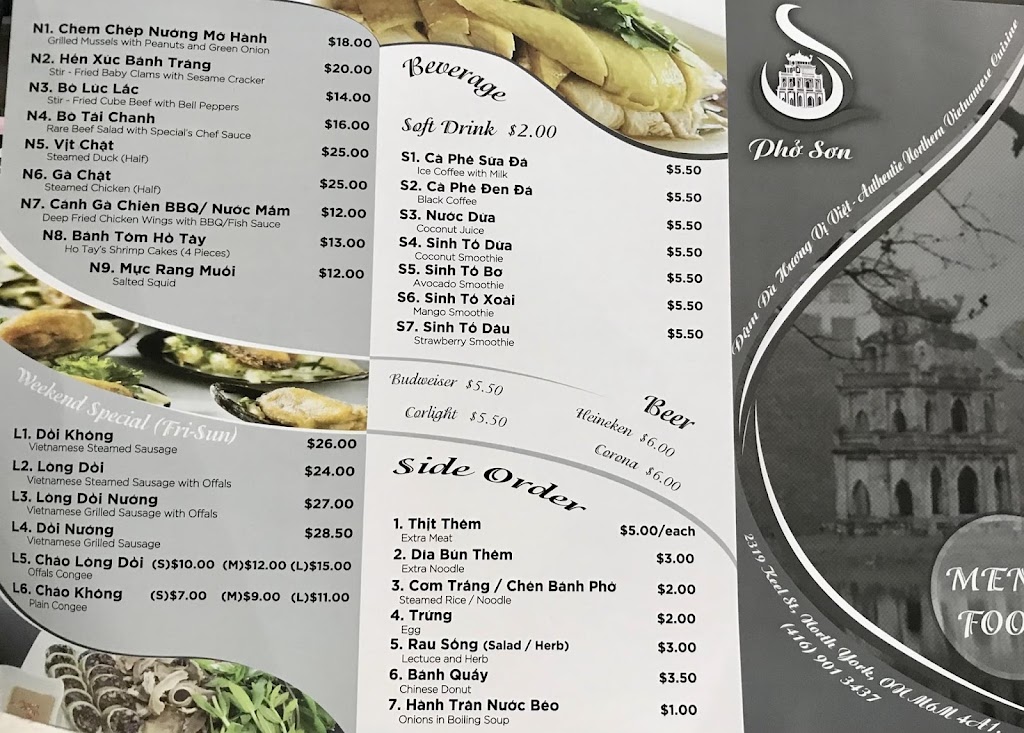 N1. Chem Chép Nướng Mỡ Hành $18.00
Grilled Mussels with Peanuts and Green Onion
N2. Hến Xúc Bánh Tráng $20.00
Stir - Fried Baby Clams with Sesame Cracker
N3. Bò Lúc Lắc $14.00
Stir - Fried Cube Beef with Bell Peppers
N4. Bò Tái Chanh $16.00
Rare Beef Salad with Special's Chef Sauce
N5. Vịt Chặt $25.00
Steamed Duck (Half)
N6. Gà Chặt $25.00
Steamed Chicken (Half)
N7. Cánh Gà Chiên BBQ/ Nước Mắm $12.00
Deep Fried Chicken Wings with BBQ/Fish Sauce
N8. Bánh Tôm Hồ Tây $13.00
Ho Tay's Shrimp Cakes (4 Pieces)
N9. Mực Rang Muối $12.00
Salted Squid
Weekend Special (Fri-Sun)
L1. Dồi Không $26.00
Vietnamese Steamed Sausage
L2. Lòng Dồi $24.00
Vietnamese Steamed Sausage with Offals
L3. Lòng Dồi Nướng $27.00
Vietnamese Grilled Sausage with Offals
L4. Dồi Nướng $28.50
Vietnamese Grilled Sausage
L5. Cháo Lòng Dồi (S)$10.00 (M)$12.00 (L)$15.00
Offals Congee
L6. Cháo Không (S)$7.00 (M)$9.00 (L)$11.00
Plain Congee
Beverage
Soft Drink $2.00
S1. Cà Phê Sữa Đá $5.50
Ice Coffee with Milk
S2. Cà Phê Đen Đá $5.50
Black Coffee
S3. Nước Dừa $5.50
Coconut Juice
S4. Sinh Tố Dừa $5.50
Coconut Smoothie
S5. Sinh Tố Bơ $5.50
Avocado Smoothie
S6. Sinh Tố Xoài $5.50
Mango Smoothie
S7. Sinh Tố Dâu $5.50
Strawberry Smoothie
Beer
Budweiser $5.50
Heineken $6.00
Corlight $5.50
Corona $6.00
Side Order
1. Thịt Thêm $5.00/each
Extra Meat
2. Dĩa Bún Thêm $3.00
Extra Noodle
3. Cơm Trắng / Chén Bánh Phở $2.00
Steamed Rice / Noodle
4. Trứng $2.00
Egg
5. Rau Sống (Salad / Herb) $3.00
Lectuce and Herb
6. Bánh Quẩy $3.50
Chinese Donut
7. Hành Trần Nước Béo $1.00
Onions in Boiling Soup
Phở Sơn
Đậm Đà Hương Vị Việt - Authentic Northern Vietnamese Cuisine
2319 Keel St, North York, ON M6M 4A1,
(416) 901 3437
MEN
FOO